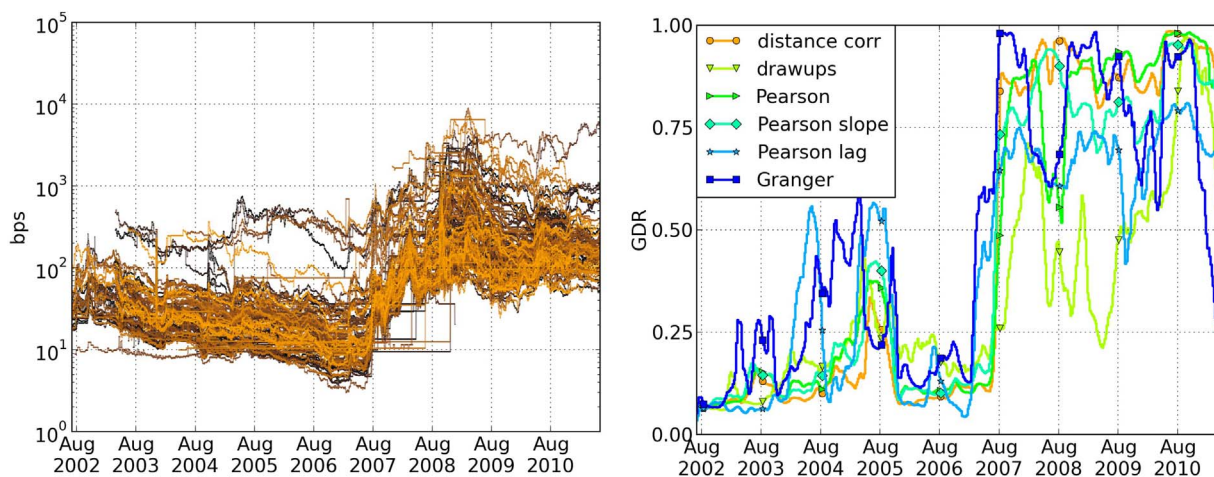 10^5
10^4
10^3
10^2
10^1
10^0
bps
Aug Aug Aug Aug Aug Aug Aug Aug Aug
2002 2003 2004 2005 2006 2007 2008 2009 2010
1.00
0.75
0.50
0.25
0.00
GDR
distance corr
drawups
Pearson
Pearson slope
Pearson lag
Granger
Aug Aug Aug Aug Aug Aug Aug Aug Aug
2002 2003 2004 2005 2006 2007 2008 2009 2010